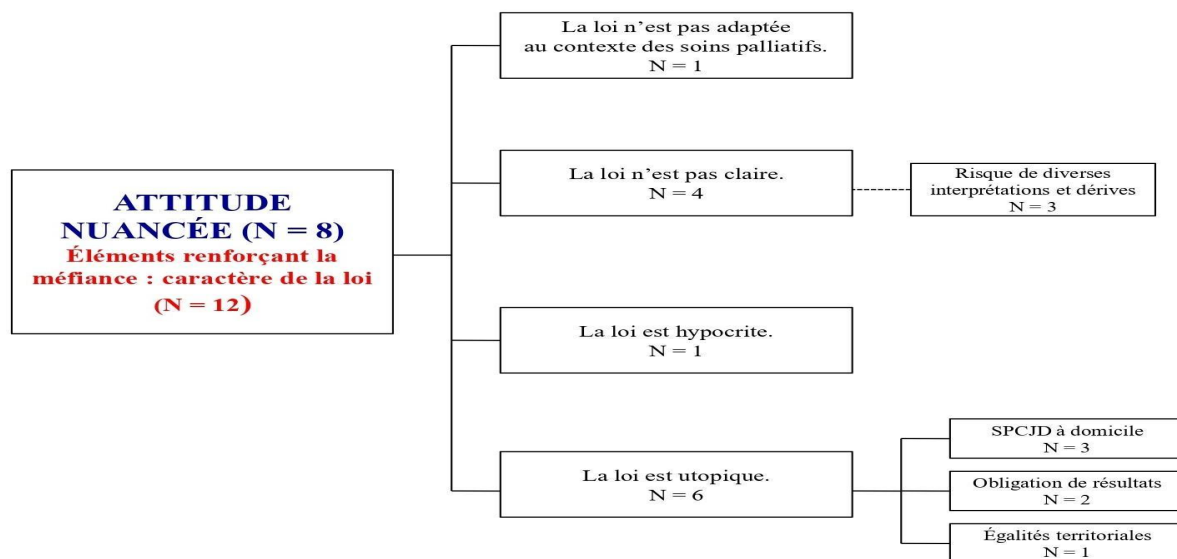 La loi n'est pas adaptée
au contexte des soins palliatifs.
N = 1
ATTITUDE
NUANCÉE (N = 8)
Éléments renforçant la
méfiance : caractère de la loi
(N = 12)
La loi n'est pas claire.
N = 4
Risque de diverses
interprétations et dérives
N = 3
La loi est hypocrite.
N = 1
La loi est utopique.
N = 6
SPCJD à domicile
N = 3
Obligation de résultats
N = 2
Égalités territoriales
N = 1